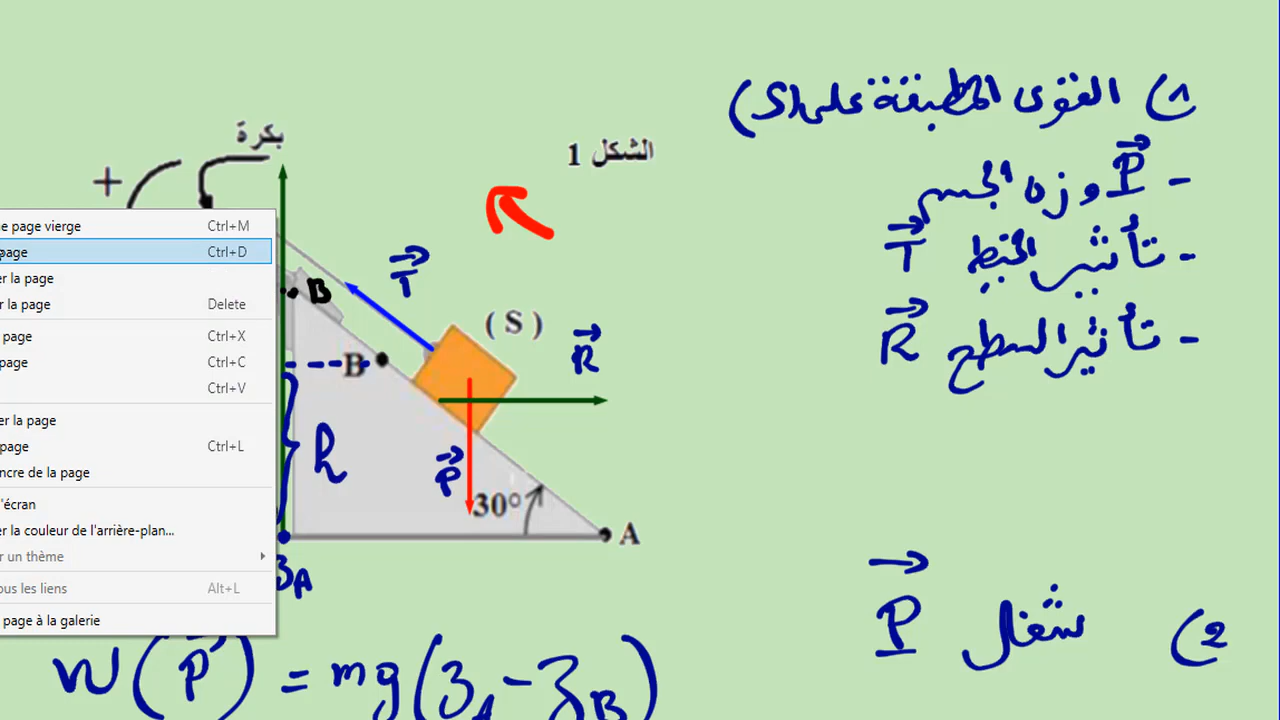 1) القوى المطبقة على (S)
بكرة
الشكل 1
+
- P وزن الجسم
e page vierge Ctrl+M
page Ctrl+D
- تأثير الخيط T
T
er la page
B
r la page Delete
( S )
- تأثير السطح R
page Ctrl+X
R
page Ctrl+C
B
Ctrl+V
er la page
page Ctrl+L
h
P
ncre de la page
'écran
30°
er la couleur de l'arrière-plan...
A
r un thème
zA
ous les liens Alt+L
page à la galerie
2) شغل P
W(P) = mg(zA - zB)